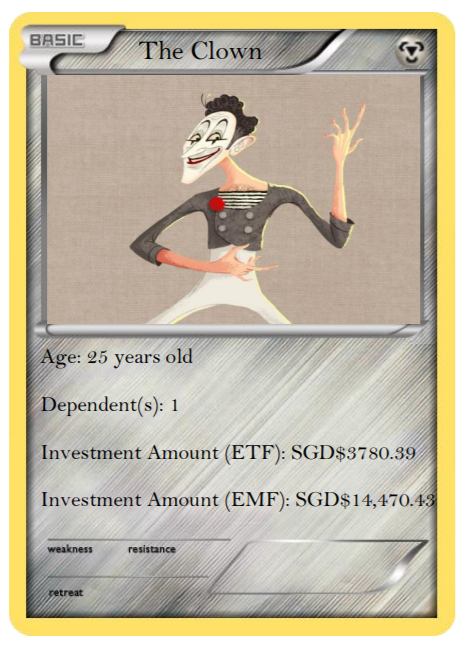 BASIC
The Clown
Age: 25 years old
Dependent(s): 1
Investment Amount (ETF): SGD$3780.39
Investment Amount (EMF): SGD$14,470.43
weakness resistance
retreat